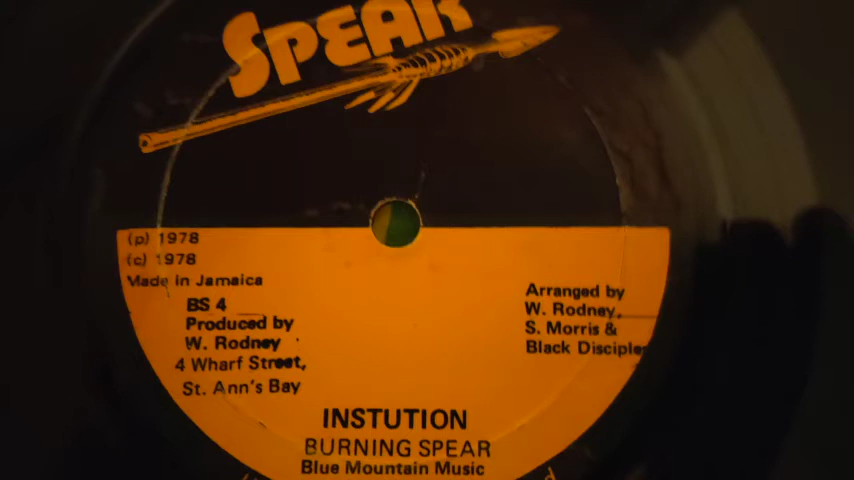 SPEAR
(p) 1978
(c) 1978
Made in Jamaica
BS 4
Produced by
W. Rodney
4 Wharf Street,
St. Ann's Bay
Arranged by
W. Rodney,
S. Morris &
Black Disciples
INSTUTION
BURNING SPEAR
Blue Mountain Music